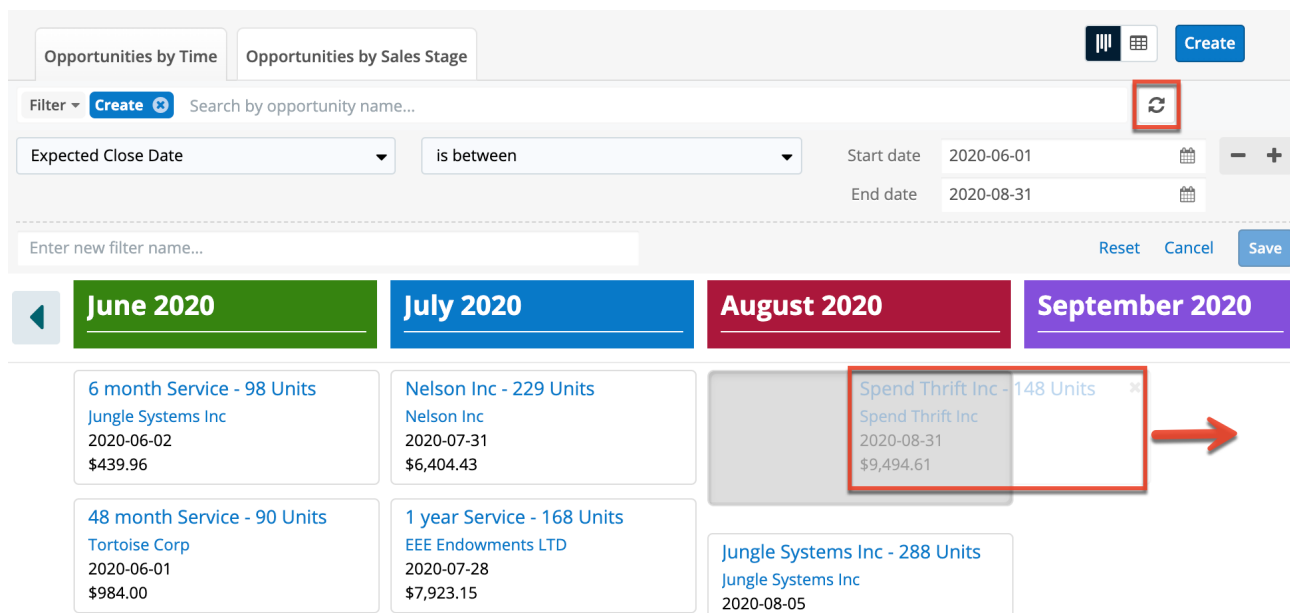 Opportunities by Time
Opportunities by Sales Stage
Create
Filter
Create
Search by opportunity name...
Expected Close Date
is between
Start date
2020-06-01
End date
2020-08-31
Enter new filter name...
Reset
Cancel
Save
June 2020
July 2020
August 2020
September 2020
6 month Service - 98 Units
Jungle Systems Inc
2020-06-02
$439.96
Nelson Inc - 229 Units
Nelson Inc
2020-07-31
$6,404.43
Spend Thrift Inc - 148 Units
Spend Thrift Inc
2020-08-31
$9,494.61
48 month Service - 90 Units
Tortoise Corp
2020-06-01
$984.00
1 year Service - 168 Units
EEE Endowments LTD
2020-07-28
$7,923.15
Jungle Systems Inc - 288 Units
Jungle Systems Inc
2020-08-05